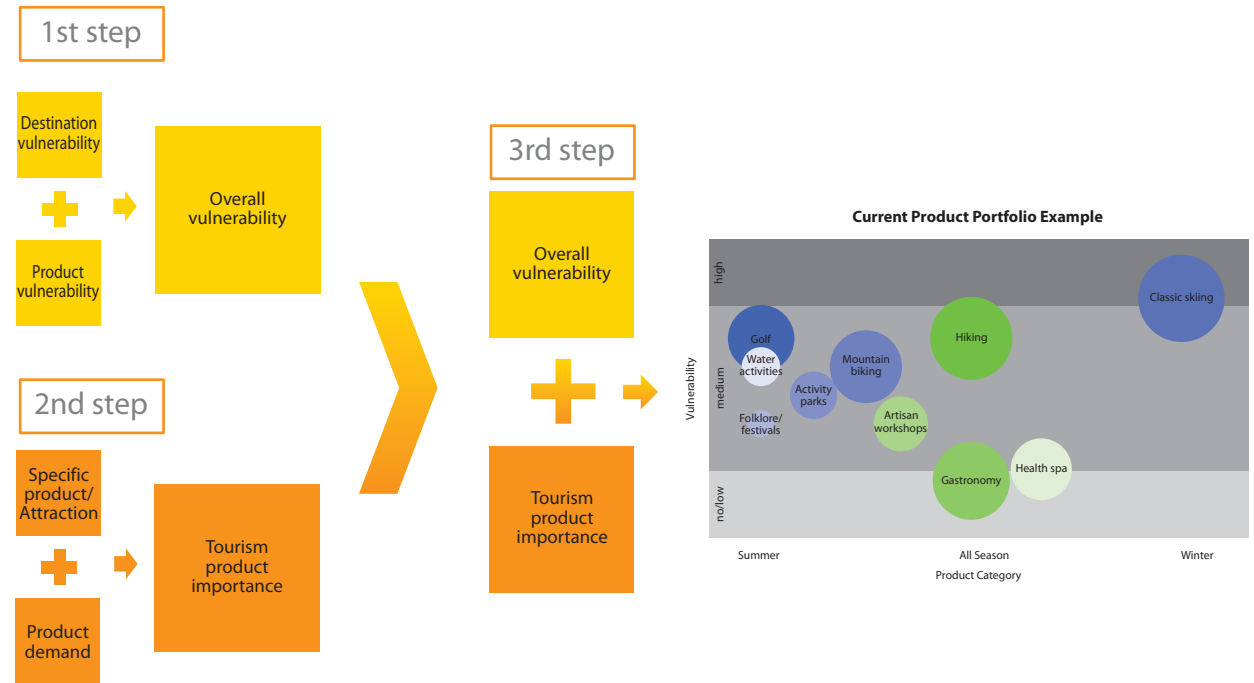 1st step
Destination
vulnerability
Product
vulnerability
Overall
vulnerability
2nd step
Specific
product/
Attraction
Product
demand
Tourism
product
importance
3rd step
Overall
vulnerability
Tourism
product
importance
Current Product Portfolio Example
Vulnerability
high
medium
no/low
Classic skiing
Golf
Hiking
Water
activities
Mountain
biking
Activity
parks
Folklore/
festivals
Artisan
workshops
Gastronomy
Health spa
Summer
All Season
Winter
Product Category